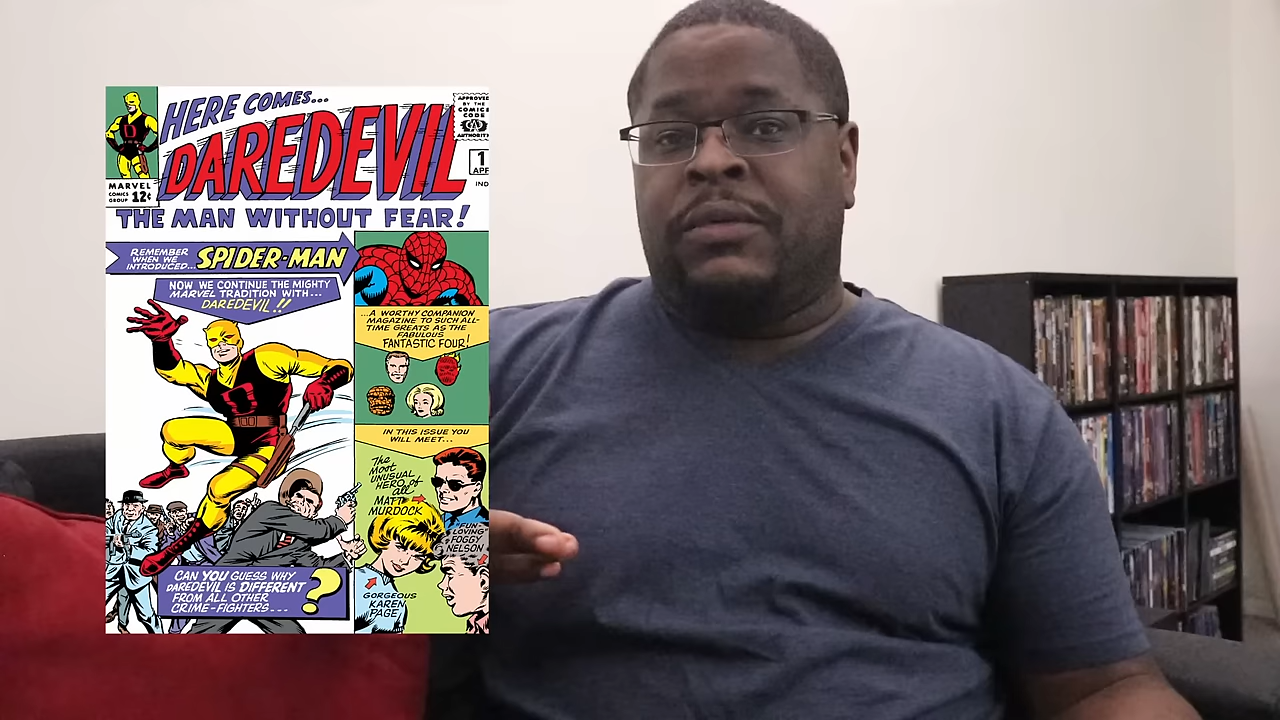 HERE COMES...
DAREDEVIL
APPROVED
BY THE
COMICS
CODE
AUTHORITY
1
APR
IND
MARVEL
COMICS
GROUP
12¢
THE MAN WITHOUT FEAR!
REMEMBER
WHEN WE
INTRODUCED...
SPIDER-MAN
NOW WE CONTINUE THE MIGHTY
MARVEL TRADITION WITH...
DAREDEVIL!!
...A WORTHY COMPANION
MAGAZINE TO SUCH ALL-
TIME GREATS AS THE
FABULOUS
FANTASTIC FOUR!
IN THIS ISSUE YOU
WILL MEET...
The
MOST
UNUSUAL
HERO of
all
MATT
MURDOCK
"FUN-
LOVING"
FOGGY
NELSON
GORGEOUS
KAREN
PAGE
CAN YOU GUESS WHY
DAREDEVIL IS DIFFERENT
FROM ALL OTHER
CRIME-FIGHTERS...
?